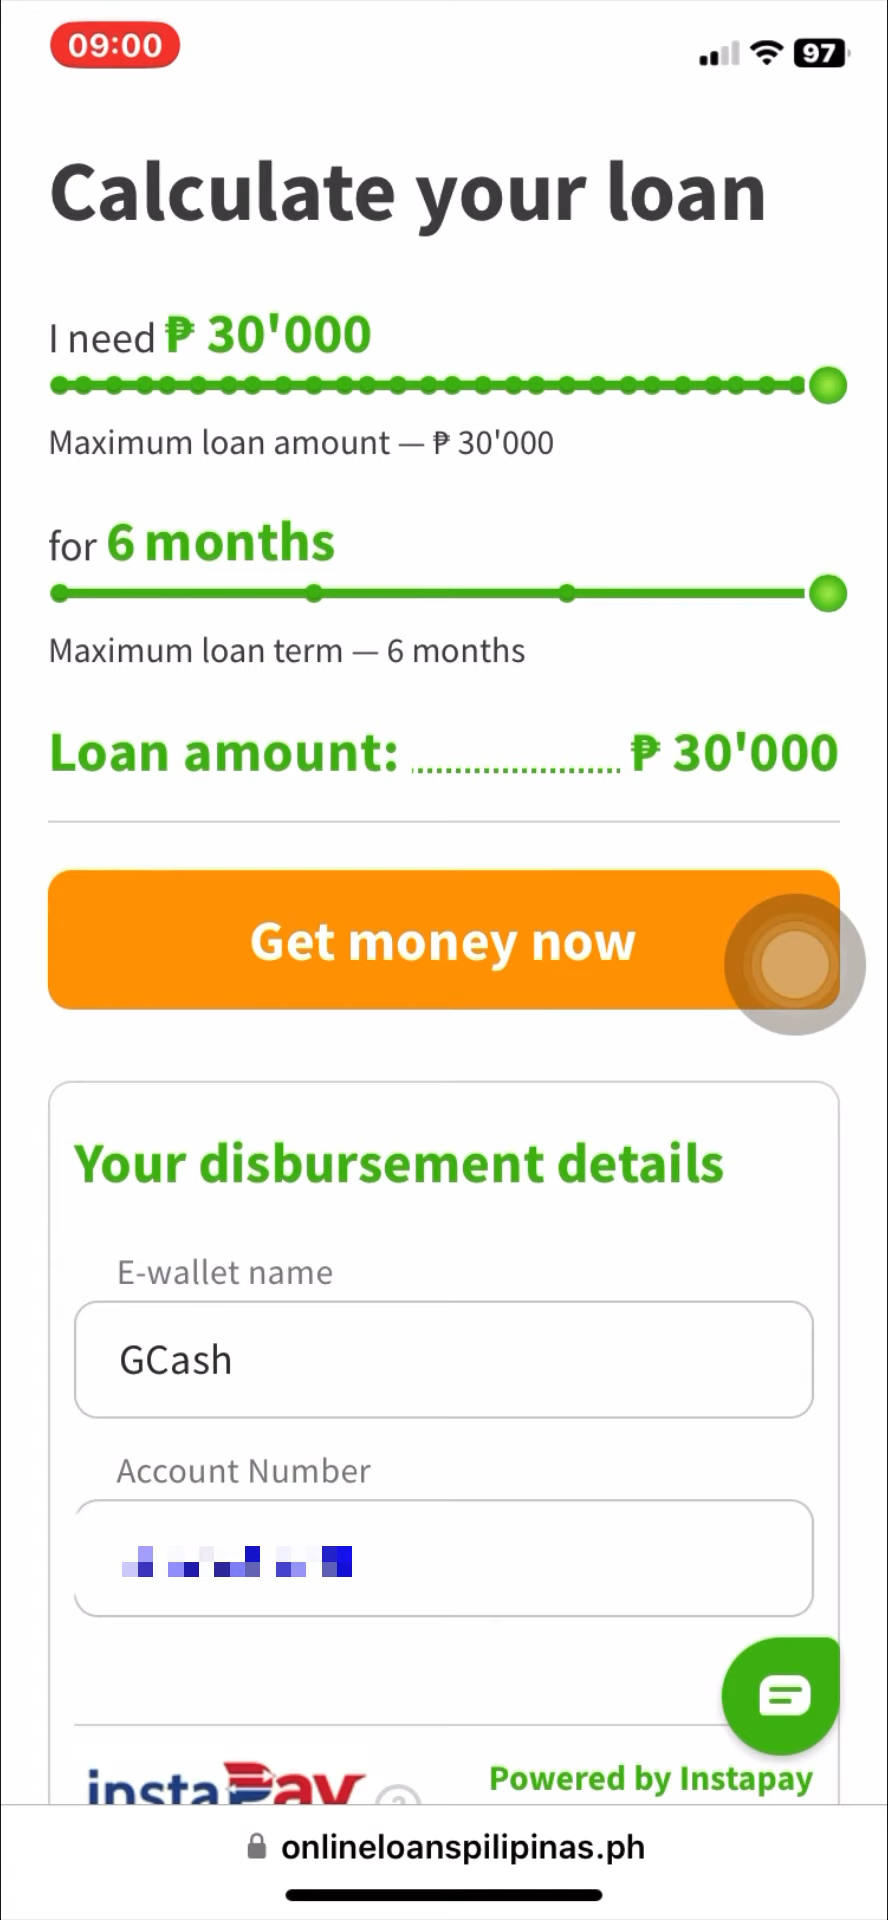 09:00
97
Calculate your loan
I need ₱ 30'000
Maximum loan amount — ₱ 30'000
for 6 months
Maximum loan term — 6 months
Loan amount: ₱ 30'000
Get money now
Your disbursement details
E-wallet name
GCash
Account Number
instaPay ?
Powered by Instapay
onlineloanspilipinas.ph